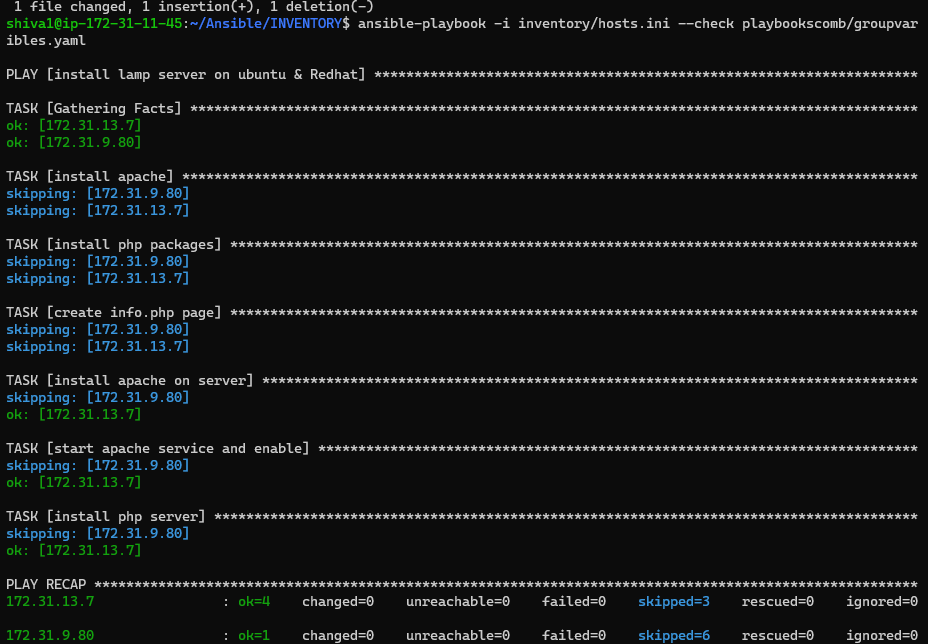 1 file changed, 1 insertion(+), 1 deletion(-)
shiva1@ip-172-31-11-45:~/Ansible/INVENTORY$ ansible-playbook -i inventory/hosts.ini --check playbookscomb/groupvar
ibles.yaml
PLAY [install lamp server on ubuntu & Redhat] ********************************************************************
TASK [Gathering Facts] *******************************************************************************************
ok: [172.31.13.7]
ok: [172.31.9.80]
TASK [install apache] ********************************************************************************************
skipping: [172.31.9.80]
skipping: [172.31.13.7]
TASK [install php packages] **************************************************************************************
skipping: [172.31.9.80]
skipping: [172.31.13.7]
TASK [create info.php page] **************************************************************************************
skipping: [172.31.9.80]
skipping: [172.31.13.7]
TASK [install apache on server] **********************************************************************************
skipping: [172.31.9.80]
ok: [172.31.13.7]
TASK [start apache service and enable] ***************************************************************************
skipping: [172.31.9.80]
ok: [172.31.13.7]
TASK [install php server] ****************************************************************************************
skipping: [172.31.9.80]
ok: [172.31.13.7]
PLAY RECAP *******************************************************************************************************
172.31.13.7                : ok=4    changed=0    unreachable=0    failed=0    skipped=3    rescued=0    ignored=0
172.31.9.80                : ok=1    changed=0    unreachable=0    failed=0    skipped=6    rescued=0    ignored=0